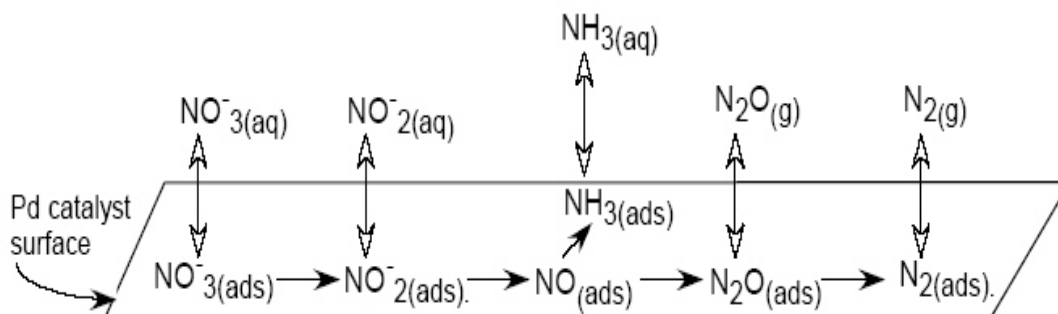 NH3(aq)
NO-3(aq) NO-2(aq) N2O(g) N2(g)
Pd catalyst
surface
NH3(ads)
NO-3(ads) NO-2(ads). NO(ads) N2O(ads) N2(ads).